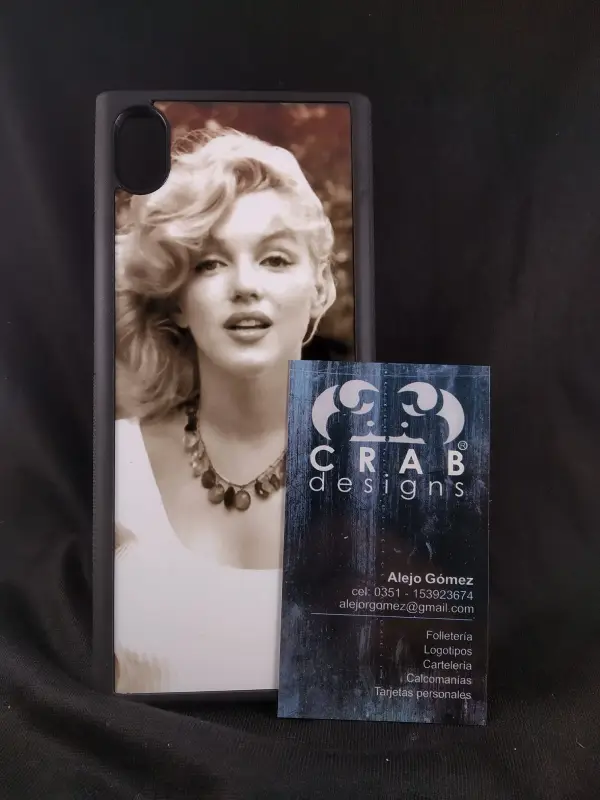 CRAB®
designs
Alejo Gómez
cel: 0351 - 153923674
alejorgomez@gmail.com
Folletería
Logotipos
Cartelería
Calcomanías
Tarjetas personales